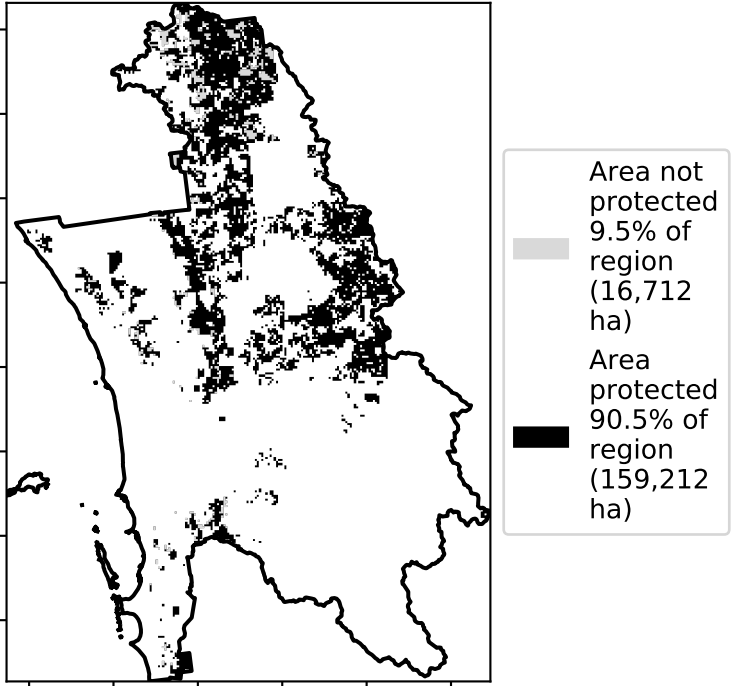 Area not
protected
9.5% of
region
(16,712
ha)
Area
protected
90.5% of
region
(159,212
ha)